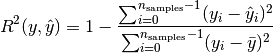 R^2(y, \hat{y}) = 1 - \frac{\sum_{i=0}^{n_{\text{samples}}-1} (y_i - \hat{y}_i)^2}{\sum_{i=0}^{n_{\text{samples}}-1} (y_i - \bar{y})^2}